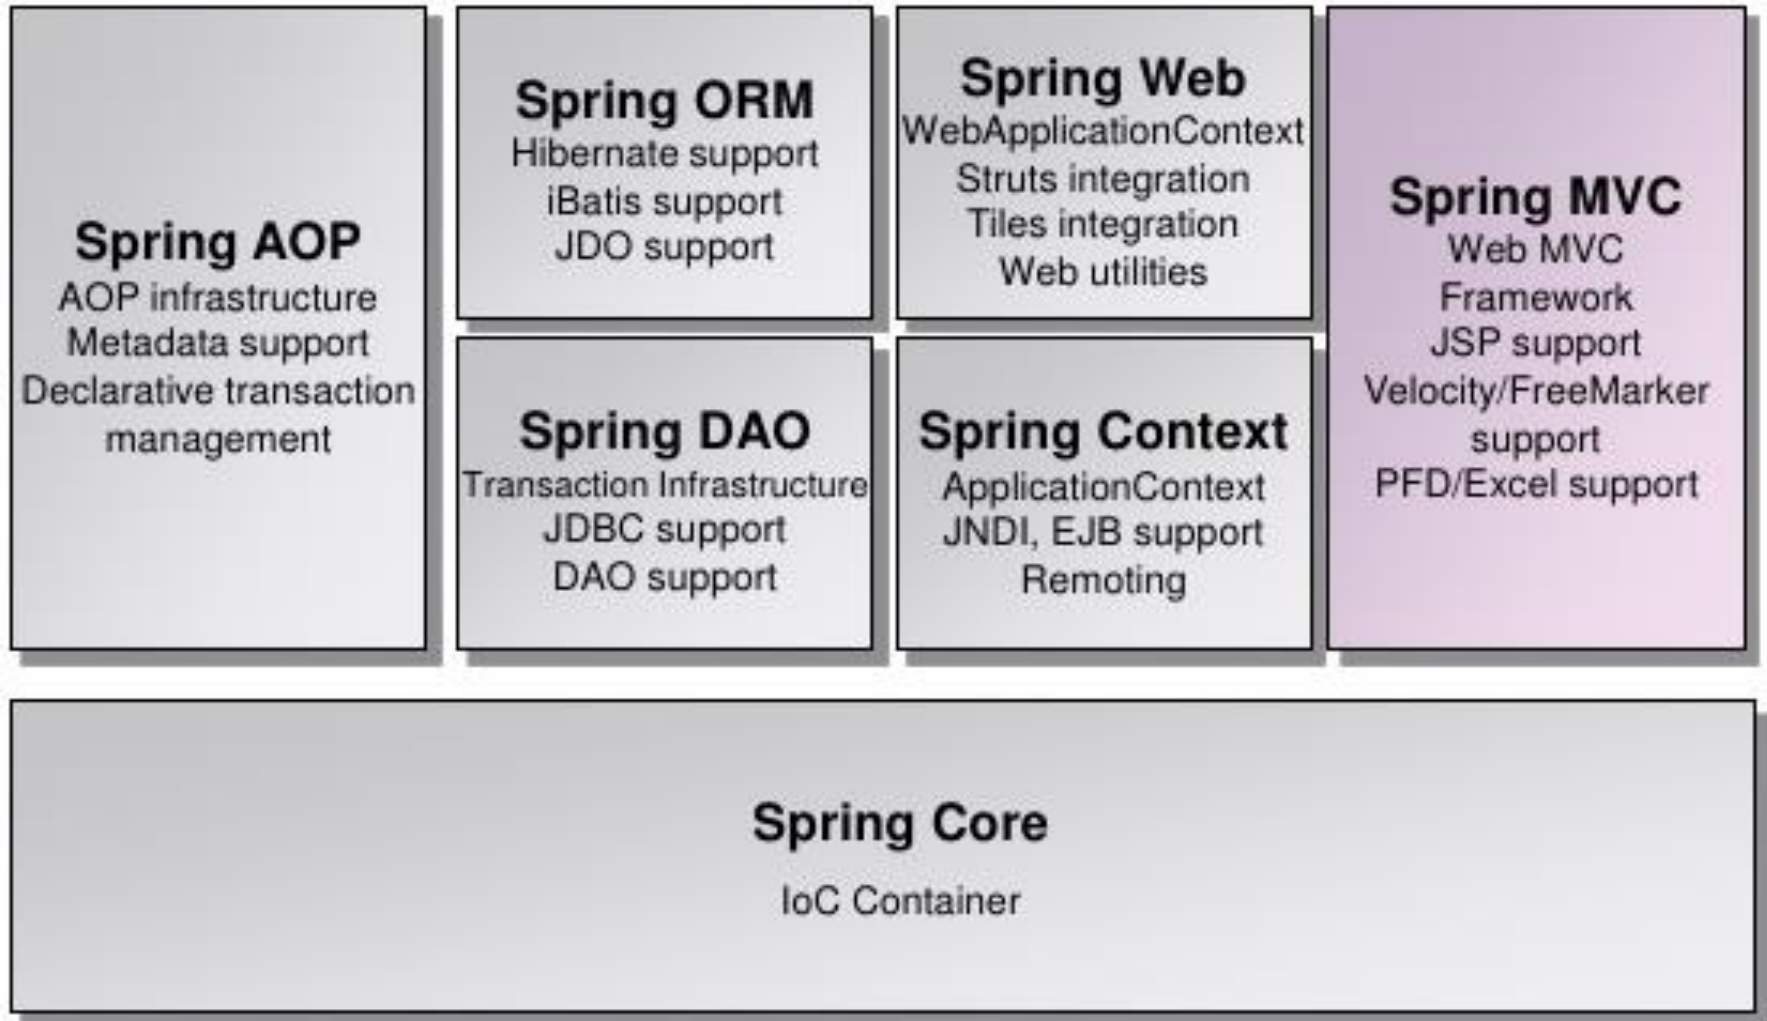 Spring AOP
AOP infrastructure
Metadata support
Declarative transaction
management
Spring ORM
Hibernate support
iBatis support
JDO support
Spring DAO
Transaction Infrastructure
JDBC support
DAO support
Spring Web
WebApplicationContext
Struts integration
Tiles integration
Web utilities
Spring Context
ApplicationContext
JNDI, EJB support
Remoting
Spring MVC
Web MVC
Framework
JSP support
Velocity/FreeMarker
support
PFD/Excel support
Spring Core
IoC Container